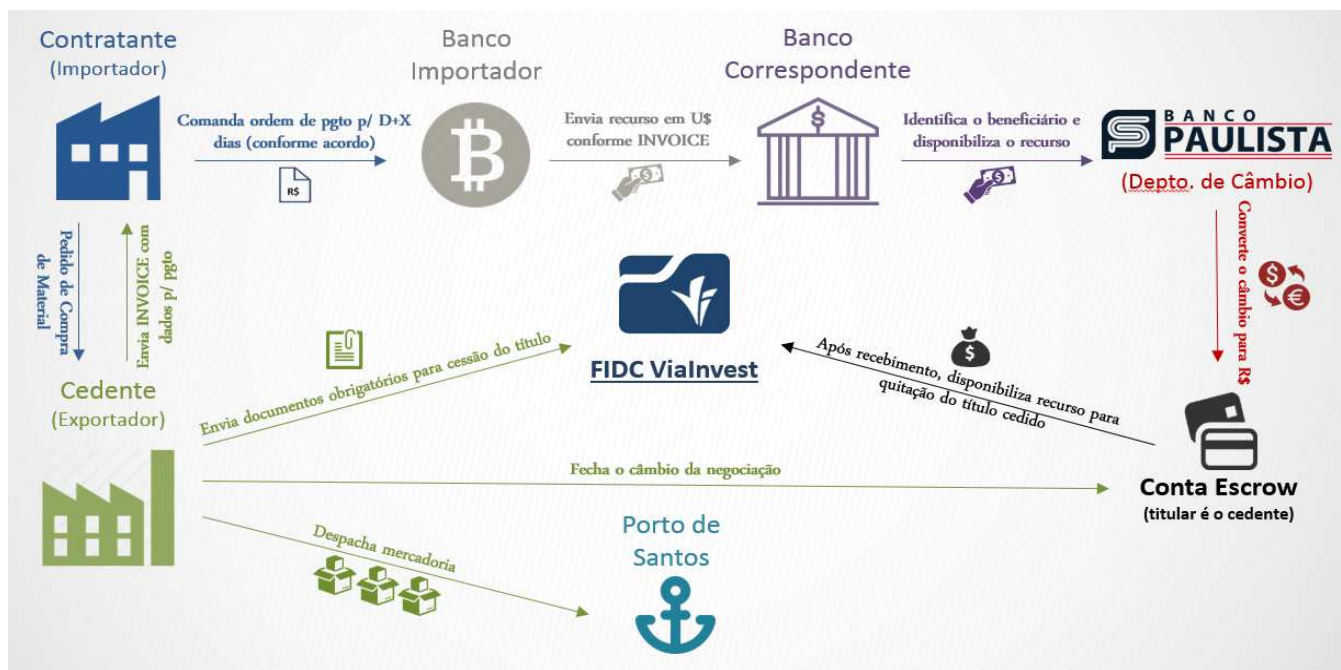 Contratante
(Importador)
Banco
Importador
Banco
Correspondente
Comanda ordem de pgto p/ D+X
dias (conforme acordo)
R$
Envia recurso em U$
conforme INVOICE
$
Identifica o beneficiário e
disponibiliza o recurso
BANCO
PAULISTA
(Depto. de Câmbio)
Pedido de Compra
de Material
Envia INVOICE com
dados p/ pgto
Converte o câmbio para R$
$
€
FIDC ViaInvest
Cedente
(Exportador)
Envia documentos obrigatórios para cessão do título
$
Após recebimento, disponibiliza recurso para
quitação do título cedido
Fecha o câmbio da negociação
Conta Escrow
(titular é o cedente)
Despacha mercadoria
Porto de
Santos